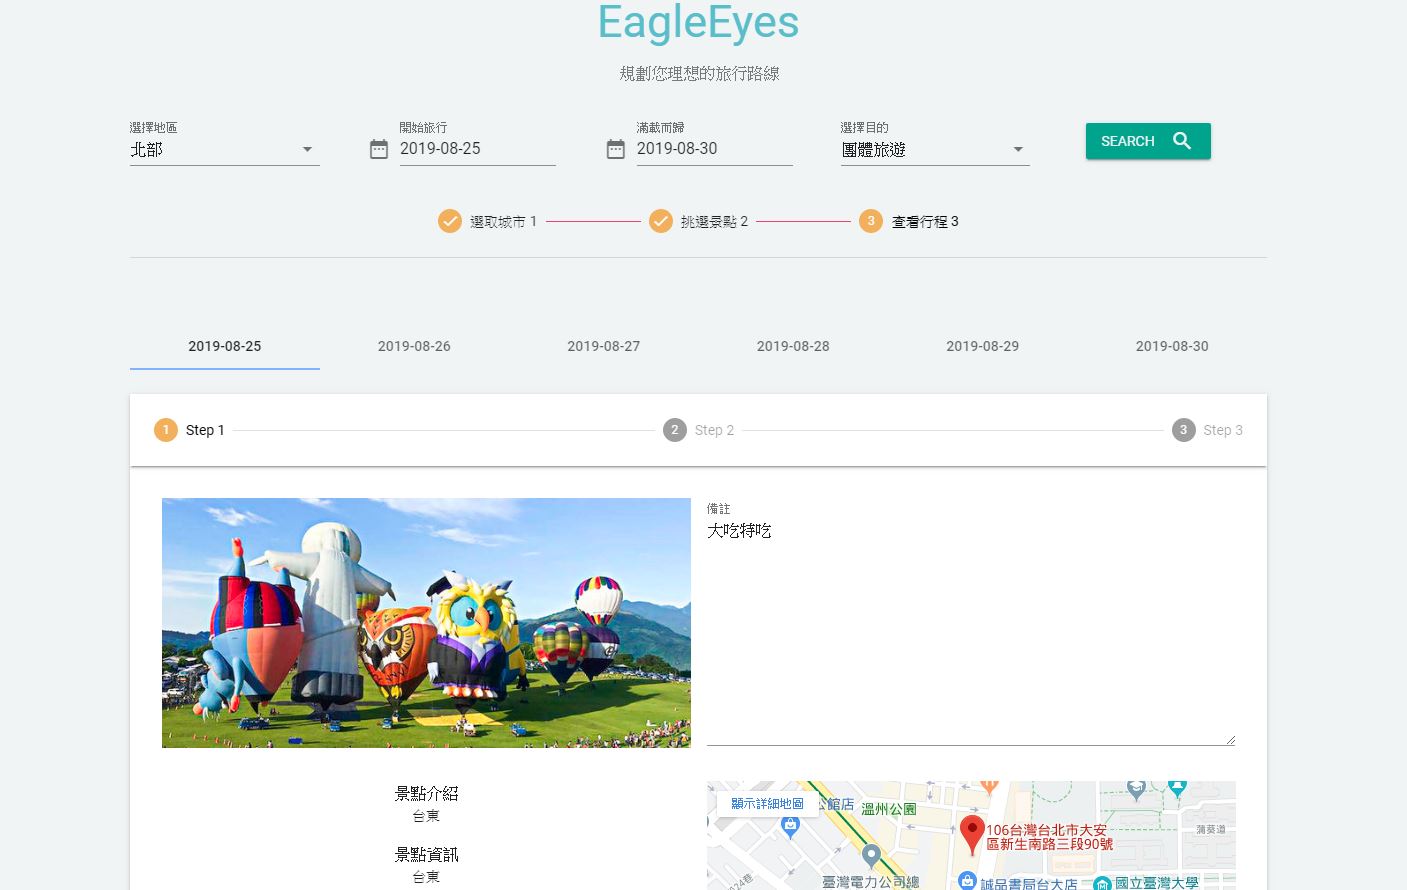 EagleEyes
規劃您理想的旅行路線
選擇地區
北部
開始旅行
2019-08-25
滿載而歸
2019-08-30
選擇目的
團體旅遊
SEARCH
選取城市 1
挑選景點 2
3 查看行程 3
2019-08-25
2019-08-26
2019-08-27
2019-08-28
2019-08-29
2019-08-30
1 Step 1
2 Step 2
3 Step 3
備註
大吃特吃
景點介紹
台東
景點資訊
台東
顯示詳細地圖
公館店
溫州公園
106台灣台北市大安
區新生南路三段90號
蒲葵道
024巷
臺灣電力公司總
誠品書局台大店
國立臺灣大學